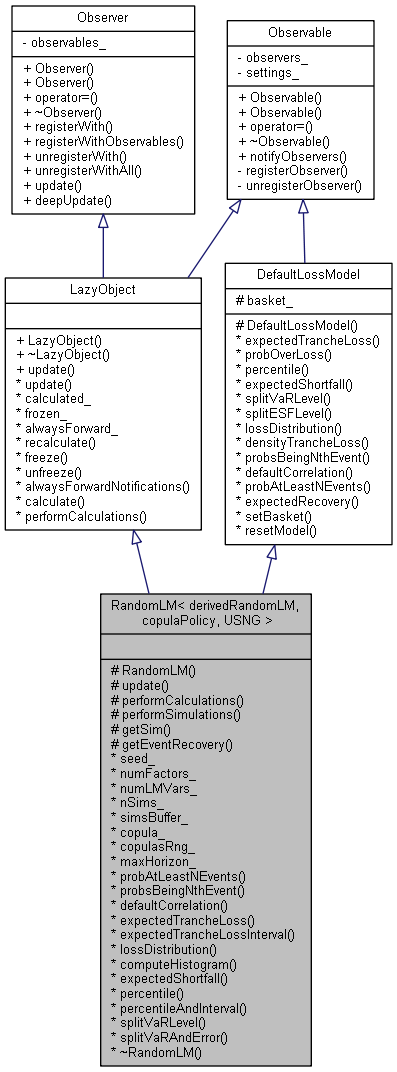 Observer
- observables_
+ Observer()
+ Observer()
+ operator=()
+ ~Observer()
+ registerWith()
+ registerWithObservables()
+ unregisterWith()
+ unregisterWithAll()
+ update()
+ deepUpdate()
Observable
- observers_
- settings_
+ Observable()
+ Observable()
+ operator=()
+ ~Observable()
+ notifyObservers()
- registerObserver()
- unregisterObserver()
LazyObject
+ LazyObject()
+ ~LazyObject()
+ update()
* update()
* calculated_
* frozen_
* alwaysForward_
* recalculate()
* freeze()
* unfreeze()
* alwaysForwardNotifications()
* calculate()
* performCalculations()
DefaultLossModel
# basket_
# DefaultLossModel()
* expectedTrancheLoss()
* probOverLoss()
* percentile()
* expectedShortfall()
* splitVaRLevel()
* splitESFLevel()
* lossDistribution()
* densityTrancheLoss()
* probsBeingNthEvent()
* defaultCorrelation()
* probAtLeastNEvents()
* expectedRecovery()
* setBasket()
* resetModel()
RandomLM< derivedRandomLM,
copulaPolicy, USNG >
# RandomLM()
# update()
# performCalculations()
# performSimulations()
# getSim()
# getEventRecovery()
* seed_
* numFactors_
* numLMVars_
* nSims_
* simsBuffer_
* copula_
* copulasRng_
* maxHorizon_
* probAtLeastNEvents()
* probsBeingNthEvent()
* defaultCorrelation()
* expectedTrancheLoss()
* expectedTrancheLossInterval()
* lossDistribution()
* computeHistogram()
* expectedShortfall()
* percentile()
* percentileAndInterval()
* splitVaRLevel()
* splitVaRAndError()
* ~RandomLM()